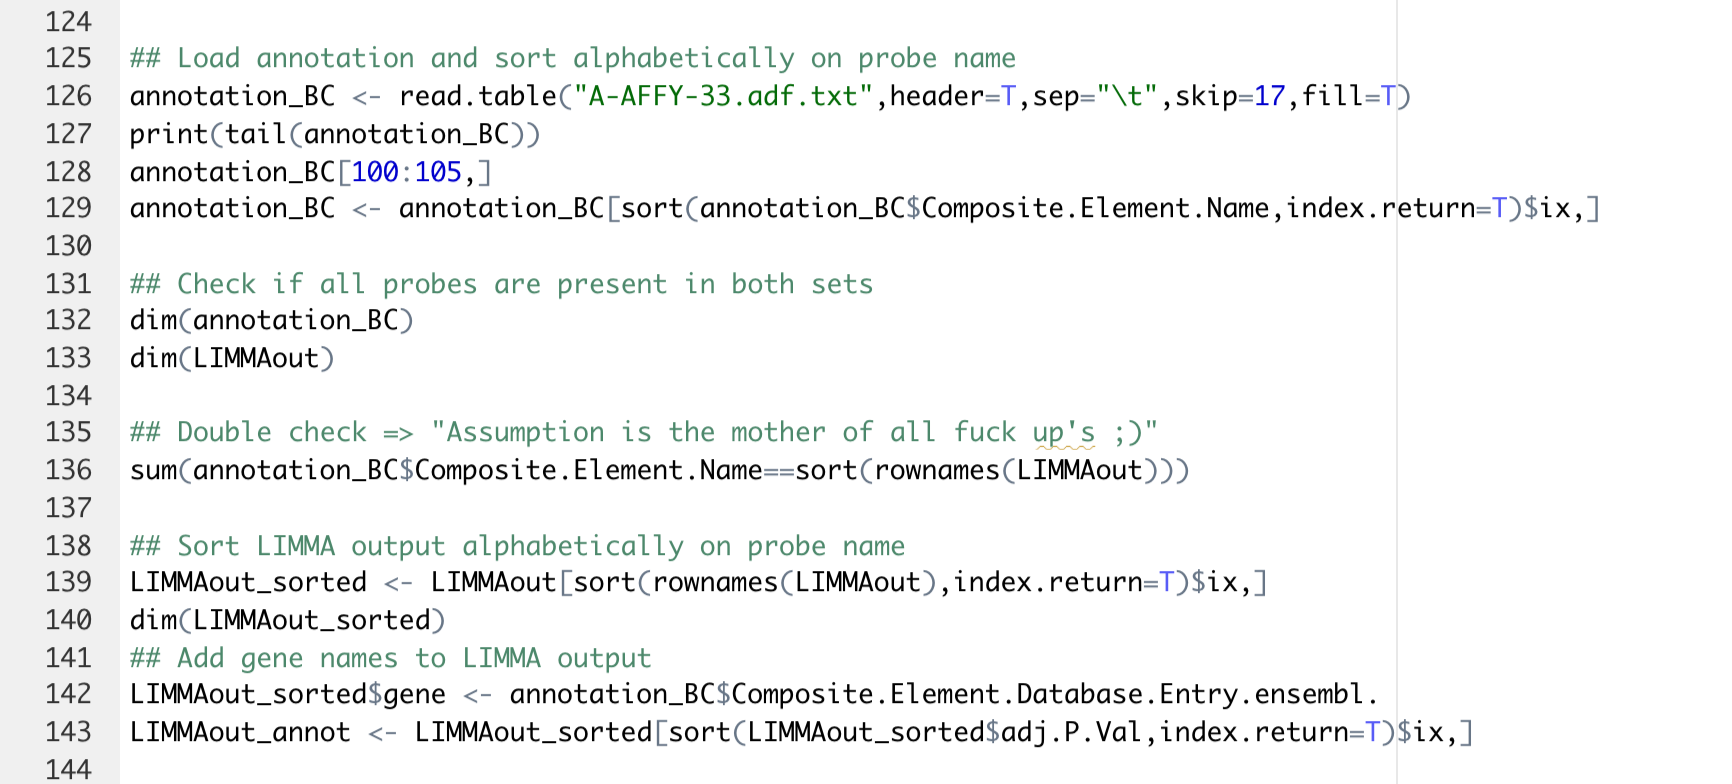 124
125 ## Load annotation and sort alphabetically on probe name
126 annotation_BC <- read.table("A-AFFY-33.adf.txt",header=T,sep="\t",skip=17,fill=T)
127 print(tail(annotation_BC))
128 annotation_BC[100:105,]
129 annotation_BC <- annotation_BC[sort(annotation_BC$Composite.Element.Name,index.return=T)$ix,]
130
131 ## Check if all probes are present in both sets
132 dim(annotation_BC)
133 dim(LIMMAout)
134
135 ## Double check => "Assumption is the mother of all fuck up's ;)"
136 sum(annotation_BC$Composite.Element.Name==sort(rownames(LIMMAout)))
137
138 ## Sort LIMMA output alphabetically on probe name
139 LIMMAout_sorted <- LIMMAout[sort(rownames(LIMMAout),index.return=T)$ix,]
140 dim(LIMMAout_sorted)
141 ## Add gene names to LIMMA output
142 LIMMAout_sorted$gene <- annotation_BC$Composite.Element.Database.Entry.ensembl.
143 LIMMAout_annot <- LIMMAout_sorted[sort(LIMMAout_sorted$adj.P.Val,index.return=T)$ix,]
144